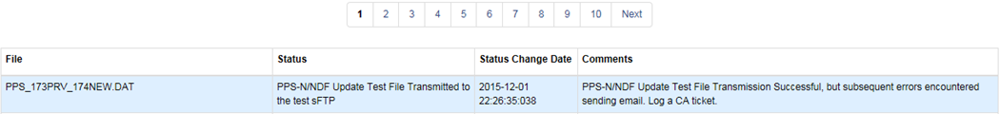 1 2 3 4 5 6 7 8 9 10 Next
File Status Status Change Date Comments
PPS_173PRV_174NEW.DAT PPS-N/NDF Update Test File Transmitted to 2015-12-01 PPS-N/NDF Update Test File Transmission Successful, but subsequent errors encountered
the test sFTP 22:26:35:038 sending email. Log a CA ticket.